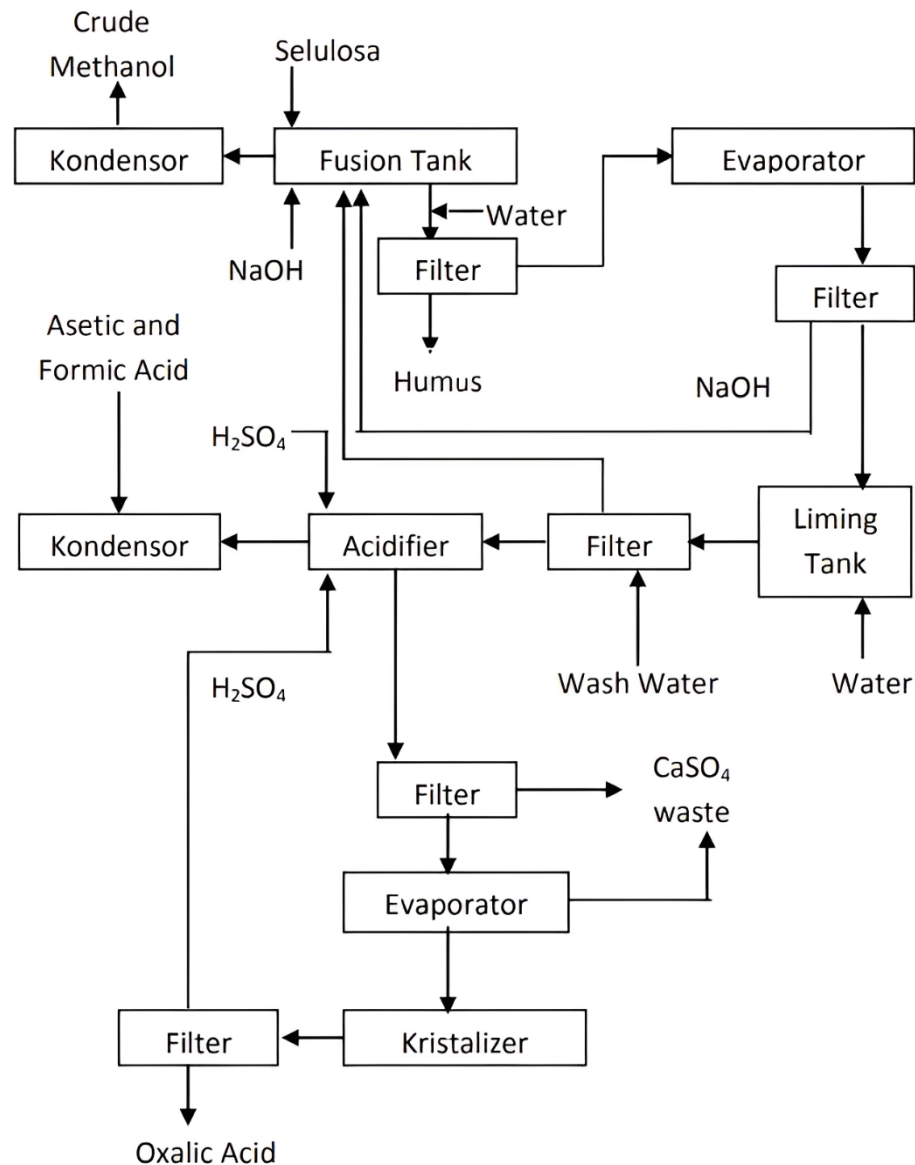 Crude
Methanol
Selulosa
Kondensor
Fusion Tank
Evaporator
Water
NaOH
Filter
Filter
Asetic and
Formic Acid
Humus
NaOH
H₂SO₄
Kondensor
Acidifier
Filter
Liming
Tank
H₂SO₄
Wash Water
Water
Filter
CaSO₄
waste
Evaporator
Filter
Kristalizer
Oxalic Acid